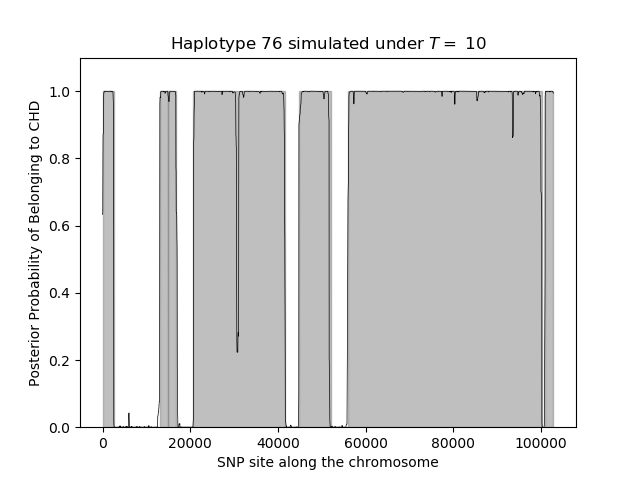 Haplotype 76 simulated under T = 10
Posterior Probability of Belonging to CHD
1.0
0.8
0.6
0.4
0.2
0.0
0 20000 40000 60000 80000 100000
SNP site along the chromosome